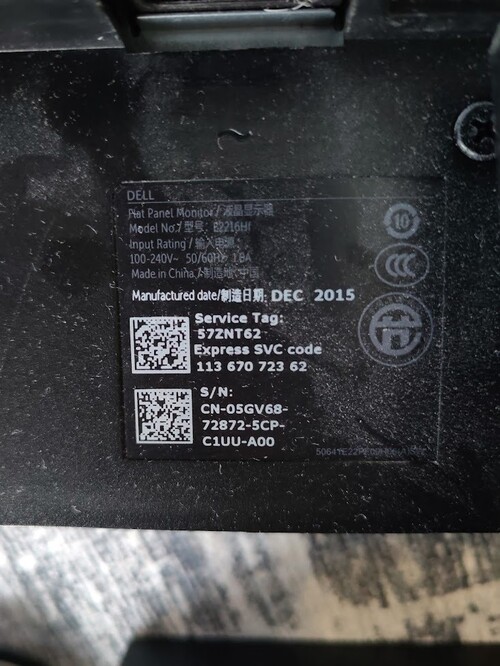 DELL
Flat Panel Monitor / 液晶显示器
Model No. / 型号: E2216Hf
Input Rating / 输入电源:
100-240V~ 50/60Hz 1.8A
Made in China / 制造地: 中国
Manufactured date/制造日期: DEC 2015
Service Tag:
57ZNT62
Express SVC code
113 670 723 62
S/N:
CN-05GV68-
72872-5CP-
C1UU-A00
10
CCC